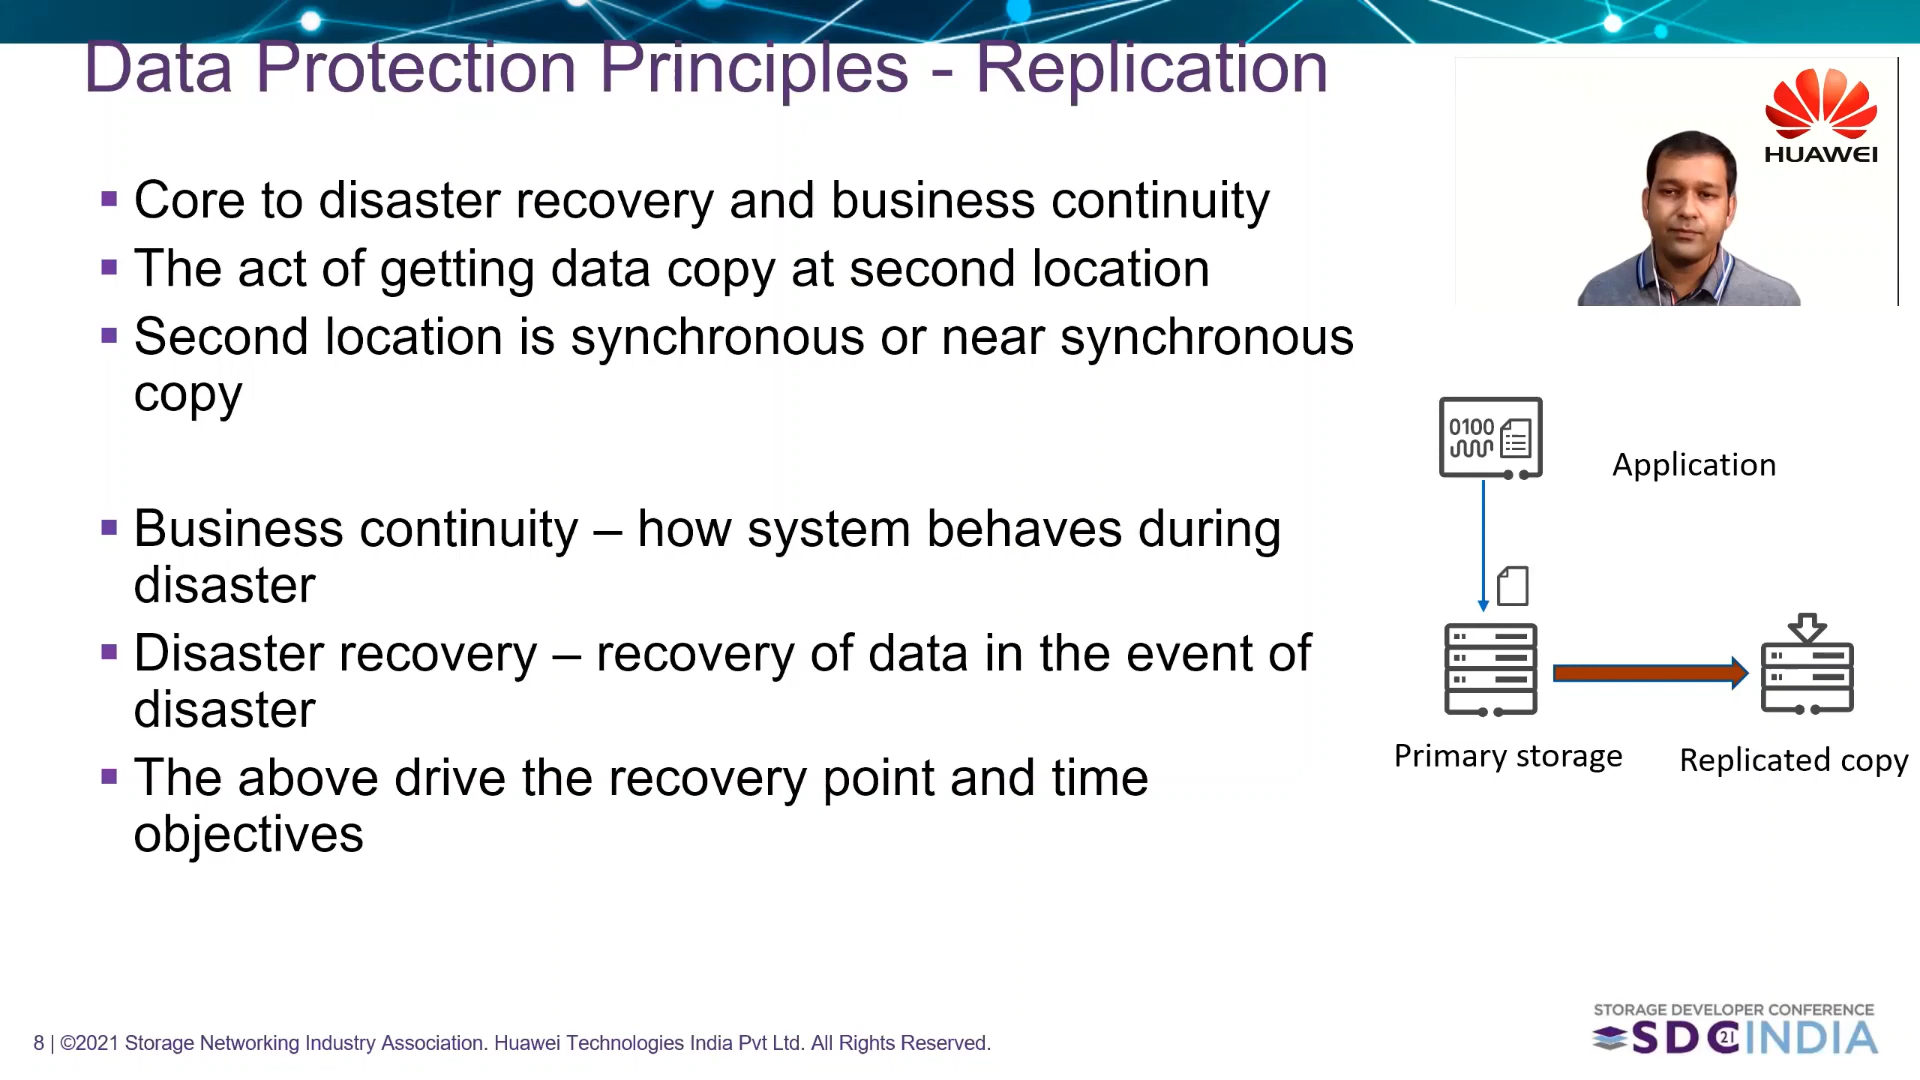 Data Protection Principles - Replication
HUAWEI
▪ Core to disaster recovery and business continuity
▪ The act of getting data copy at second location
▪ Second location is synchronous or near synchronous
copy
▪ Business continuity – how system behaves during
disaster
▪ Disaster recovery – recovery of data in the event of
disaster
▪ The above drive the recovery point and time
objectives
0100
Application
Primary storage
Replicated copy
8 | ©2021 Storage Networking Industry Association. Huawei Technologies India Pvt Ltd. All Rights Reserved.
STORAGE DEVELOPER CONFERENCE
SDC21INDIA